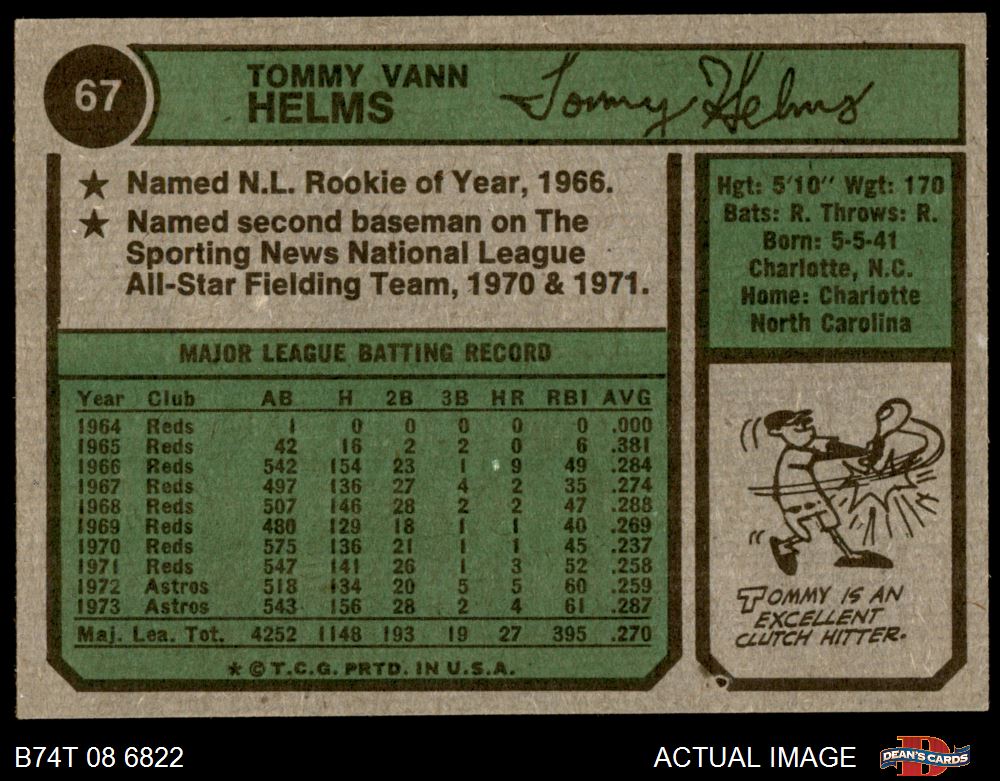 67
TOMMY VANN
HELMS
Tommy Helms
★ Named N.L. Rookie of Year, 1966.
★ Named second baseman on The
Sporting News National League
All-Star Fielding Team, 1970 & 1971.
Hgt: 5'10" Wgt: 170
Bats: R. Throws: R.
Born: 5-5-41
Charlotte, N.C.
Home: Charlotte
North Carolina
MAJOR LEAGUE BATTING RECORD
Year Club AB H 2B 3B HR RBI AVG
1964 Reds 1 0 0 0 0 0 .000
1965 Reds 42 16 2 2 0 6 .381
1966 Reds 542 154 23 1 9 49 .284
1967 Reds 497 136 27 4 2 35 .274
1968 Reds 507 146 28 2 2 47 .288
1969 Reds 480 129 18 1 1 40 .269
1970 Reds 575 136 21 1 1 45 .237
1971 Reds 547 141 26 1 3 52 .258
1972 Astros 518 134 20 5 5 60 .259
1973 Astros 543 156 28 2 4 61 .287
Maj. Lea. Tot. 4252 1148 193 19 27 395 .270
★ © T.C.G. PRTD. IN U.S.A.
TOMMY IS AN
EXCELLENT
CLUTCH HITTER.
B74T 08 6822
ACTUAL IMAGE
DEAN'S CARDS